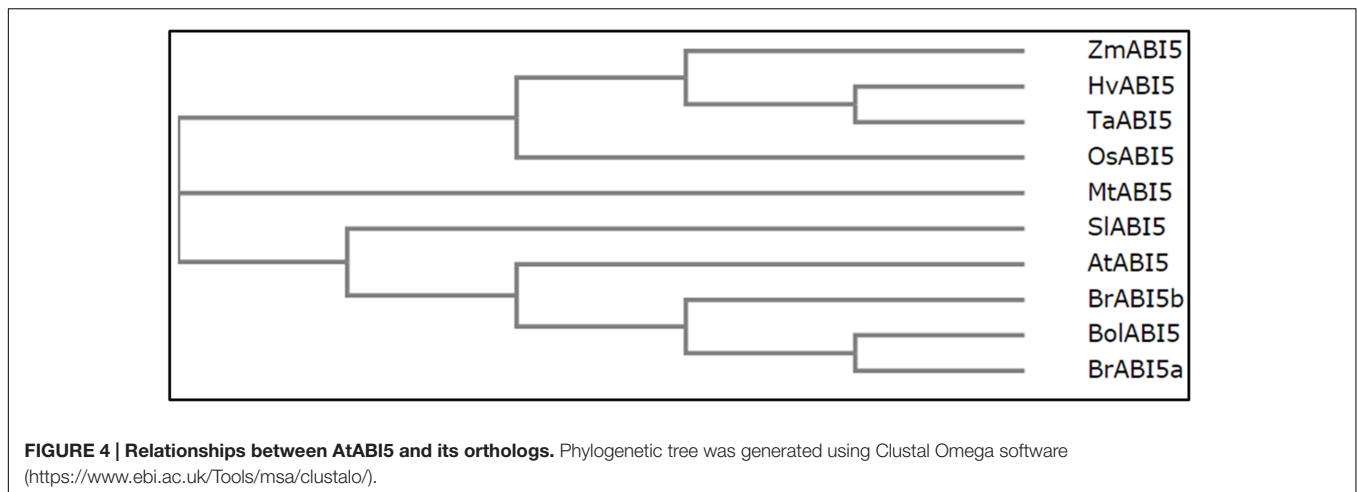 ZmABI5
HvABI5
TaABI5
OsABI5
MtABI5
SlABI5
AtABI5
BrABI5b
BolABI5
BrABI5a
FIGURE 4 | Relationships between AtABI5 and its orthologs. Phylogenetic tree was generated using Clustal Omega software
(https://www.ebi.ac.uk/Tools/msa/clustalo/).